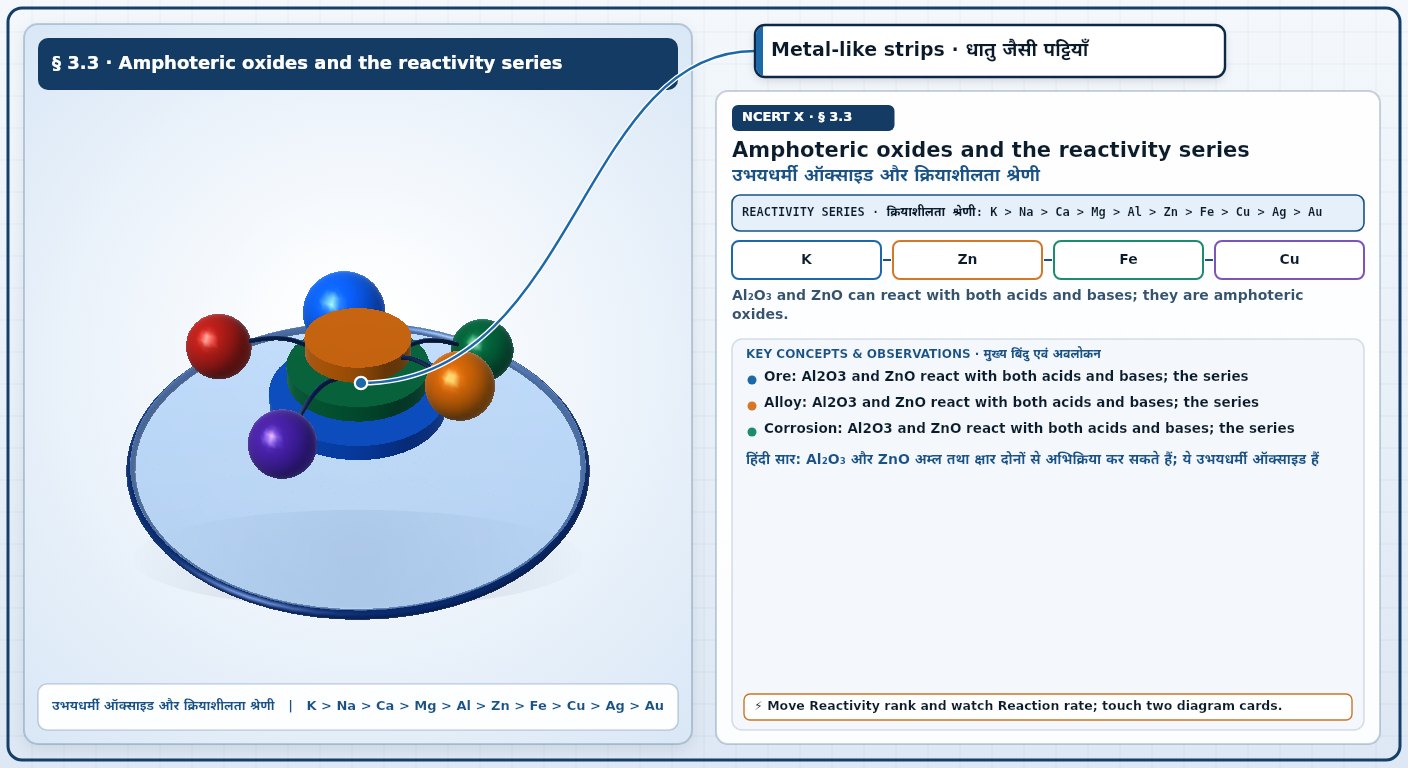 § 3.3 · Amphoteric oxides and the reactivity series
Metal-like strips · धातु जैसी पट्टियाँ
NCERT X · § 3.3
Amphoteric oxides and the reactivity series
उभयधर्मी ऑक्साइड और क्रियाशीलता श्रेणी
REACTIVITY SERIES · क्रियाशीलता श्रेणी: K > Na > Ca > Mg > Al > Zn > Fe > Cu > Ag > Au
K
Zn
Fe
Cu
Al₂O₃ and ZnO can react with both acids and bases; they are amphoteric
oxides.
KEY CONCEPTS & OBSERVATIONS · मुख्य बिंदु एवं अवलोकन
Ore: Al2O3 and ZnO react with both acids and bases; the series
Alloy: Al2O3 and ZnO react with both acids and bases; the series
Corrosion: Al2O3 and ZnO react with both acids and bases; the series
हिंदी सार: Al₂O₃ और ZnO अम्ल तथा क्षार दोनों से अभिक्रिया कर सकते हैं; ये उभयधर्मी ऑक्साइड हैं
⚡ Move Reactivity rank and watch Reaction rate; touch two diagram cards.
उभयधर्मी ऑक्साइड और क्रियाशीलता श्रेणी | K > Na > Ca > Mg > Al > Zn > Fe > Cu > Ag > Au